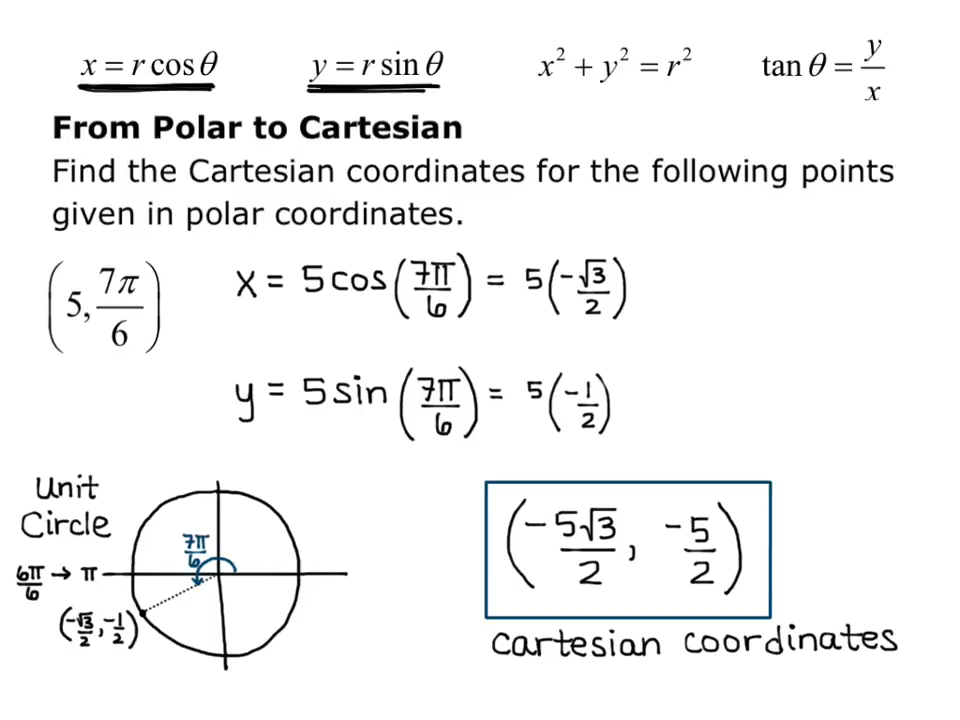 x = r cos θ y = r sin θ x² + y² = r² tan θ = y/x
From Polar to Cartesian
Find the Cartesian coordinates for the following points
given in polar coordinates.
(5, 7π/6) x = 5 cos (7π/6) = 5(-√3/2)
y = 5 sin (7π/6) = 5(-1/2)
Unit
Circle
7π/6
6π/6 → π
(-√3/2, -1/2)
(-5√3/2, -5/2)
cartesian coordinates